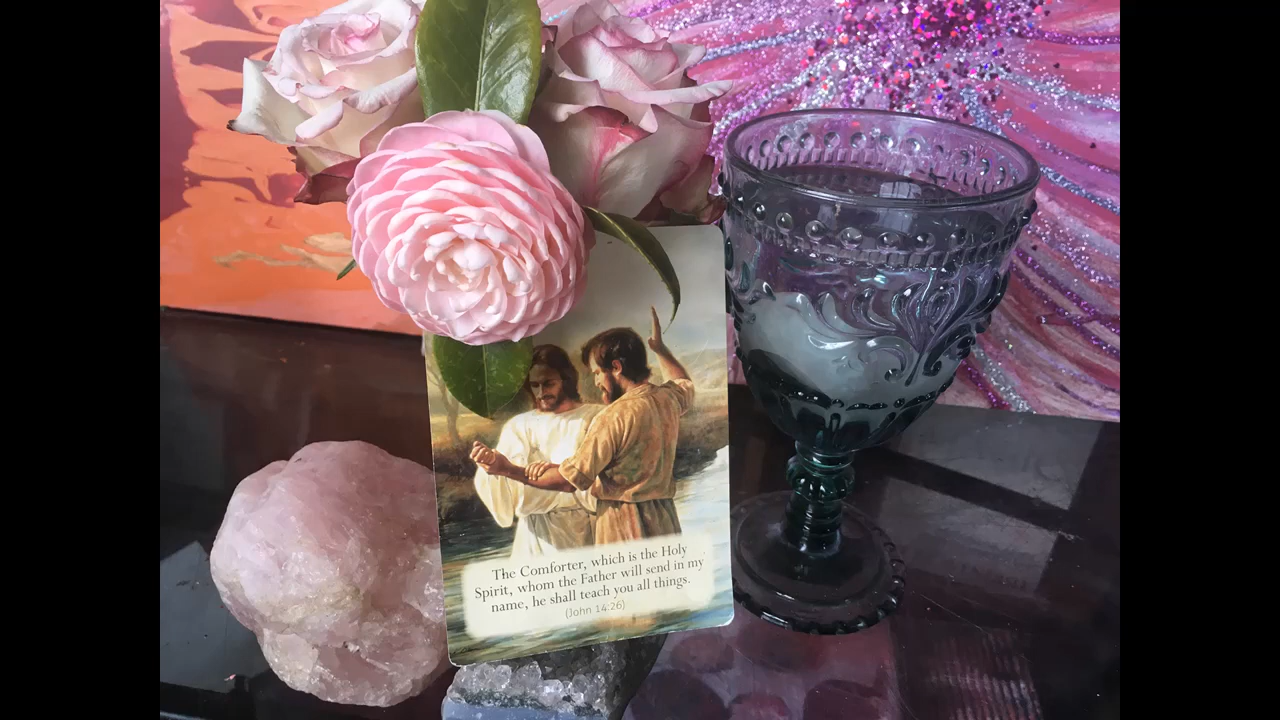 The Comforter, which is the Holy
Spirit, whom the Father will send in my
name, he shall teach you all things.
(John 14:26)